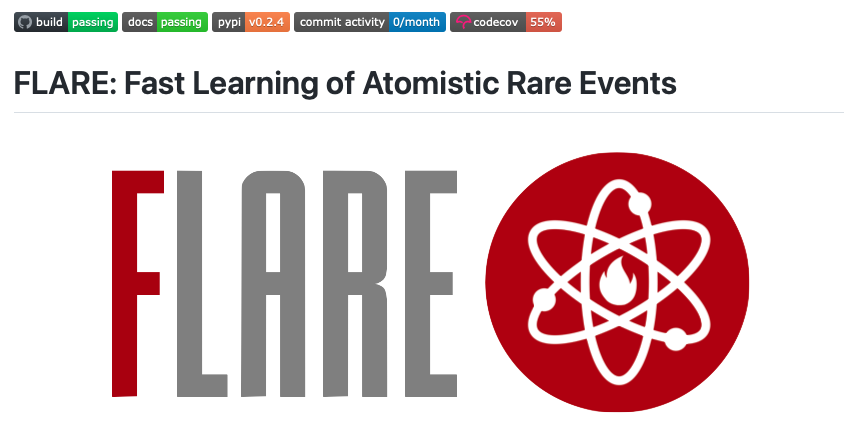 build passing docs passing pypi v0.2.4 commit activity 0/month codecov 55%
FLARE: Fast Learning of Atomistic Rare Events
FLARE